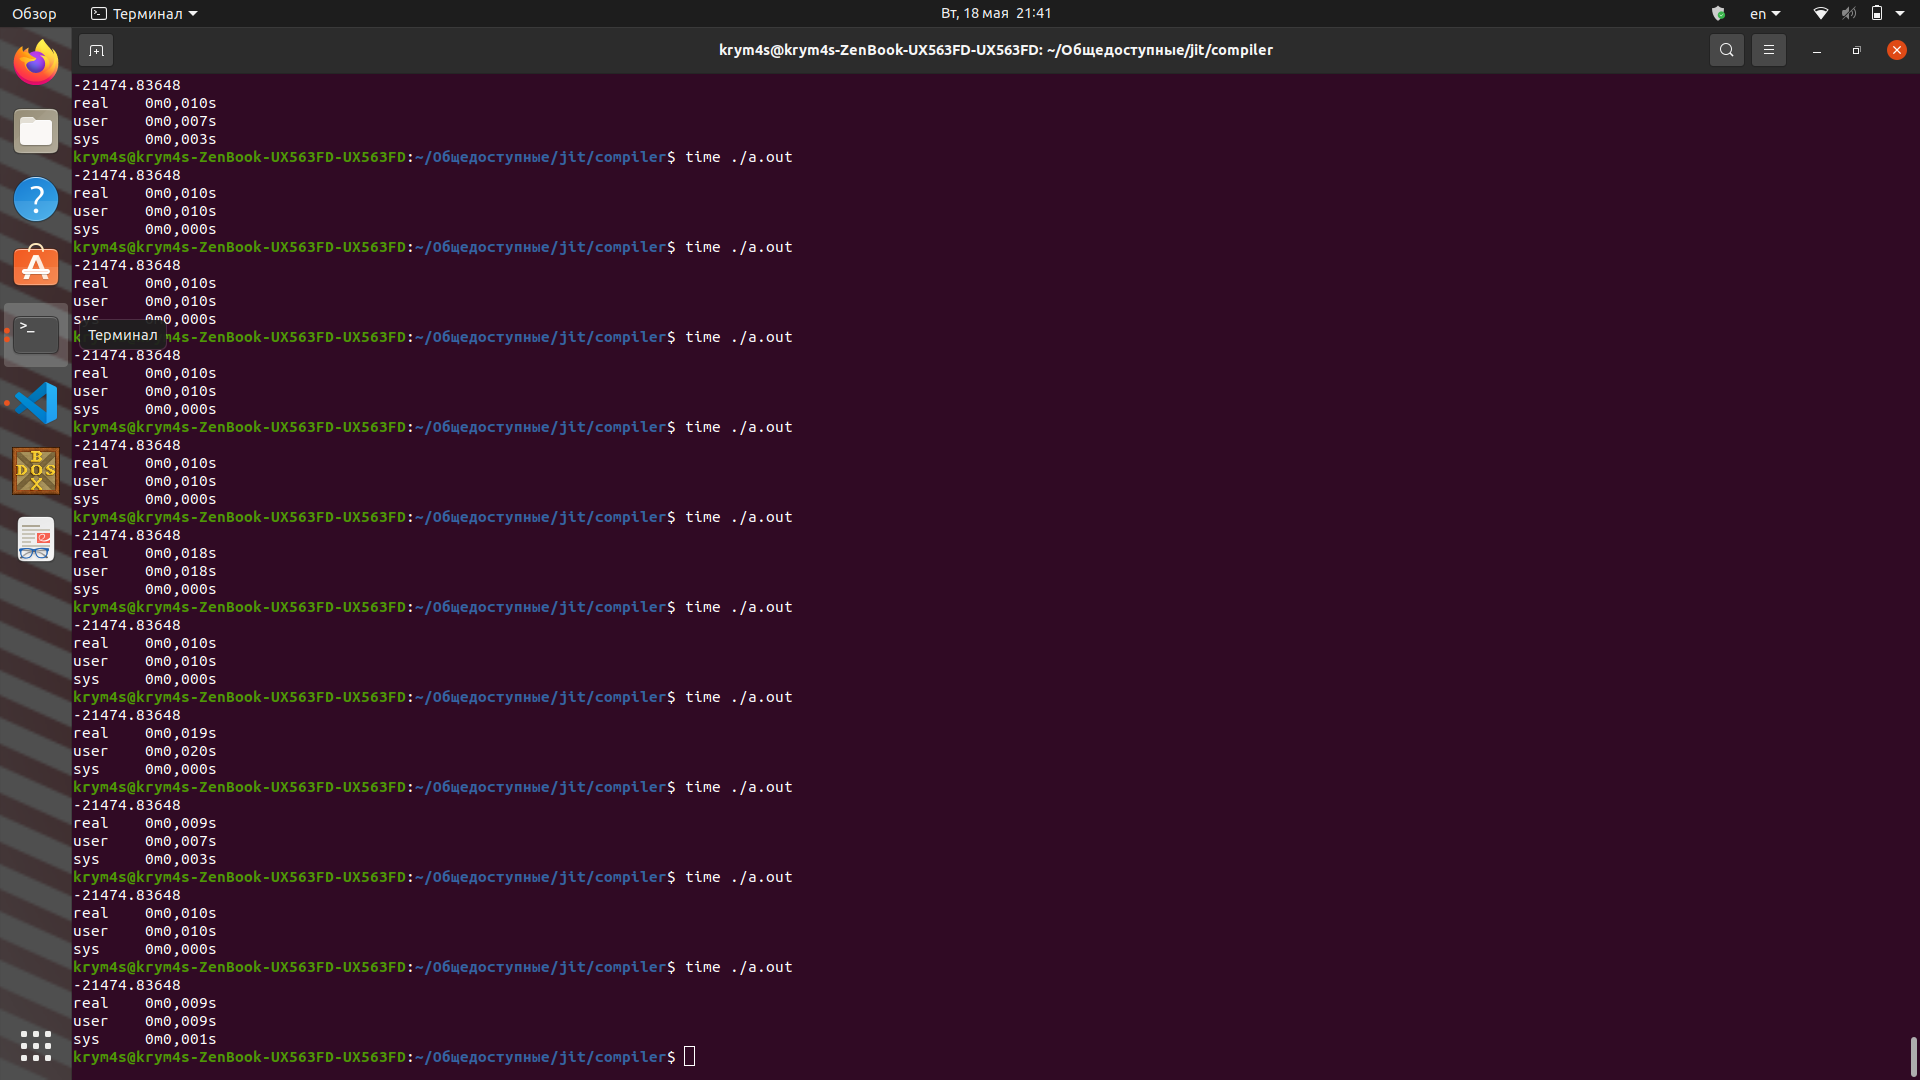 Обзор
Терминал
Вт, 18 мая 21:41
en
krym4s@krym4s-ZenBook-UX563FD-UX563FD: ~/Общедоступные/jit/compiler
-21474.83648
real 0m0,010s
user 0m0,007s
sys 0m0,003s
krym4s@krym4s-ZenBook-UX563FD-UX563FD:~/Общедоступные/jit/compiler$ time ./a.out
-21474.83648
real 0m0,010s
user 0m0,010s
sys 0m0,000s
krym4s@krym4s-ZenBook-UX563FD-UX563FD:~/Общедоступные/jit/compiler$ time ./a.out
-21474.83648
real 0m0,010s
user 0m0,010s
sys 0m0,000s
Терминал
k m4s@krym4s-ZenBook-UX563FD-UX563FD:~/Общедоступные/jit/compiler$ time ./a.out
-21474.83648
real 0m0,010s
user 0m0,010s
sys 0m0,000s
krym4s@krym4s-ZenBook-UX563FD-UX563FD:~/Общедоступные/jit/compiler$ time ./a.out
-21474.83648
real 0m0,010s
user 0m0,010s
sys 0m0,000s
krym4s@krym4s-ZenBook-UX563FD-UX563FD:~/Общедоступные/jit/compiler$ time ./a.out
-21474.83648
real 0m0,018s
user 0m0,018s
sys 0m0,000s
krym4s@krym4s-ZenBook-UX563FD-UX563FD:~/Общедоступные/jit/compiler$ time ./a.out
-21474.83648
real 0m0,010s
user 0m0,010s
sys 0m0,000s
krym4s@krym4s-ZenBook-UX563FD-UX563FD:~/Общедоступные/jit/compiler$ time ./a.out
-21474.83648
real 0m0,019s
user 0m0,020s
sys 0m0,000s
krym4s@krym4s-ZenBook-UX563FD-UX563FD:~/Общедоступные/jit/compiler$ time ./a.out
-21474.83648
real 0m0,009s
user 0m0,007s
sys 0m0,003s
krym4s@krym4s-ZenBook-UX563FD-UX563FD:~/Общедоступные/jit/compiler$ time ./a.out
-21474.83648
real 0m0,010s
user 0m0,010s
sys 0m0,000s
krym4s@krym4s-ZenBook-UX563FD-UX563FD:~/Общедоступные/jit/compiler$ time ./a.out
-21474.83648
real 0m0,009s
user 0m0,009s
sys 0m0,001s
krym4s@krym4s-ZenBook-UX563FD-UX563FD:~/Общедоступные/jit/compiler$
B
DOS
X